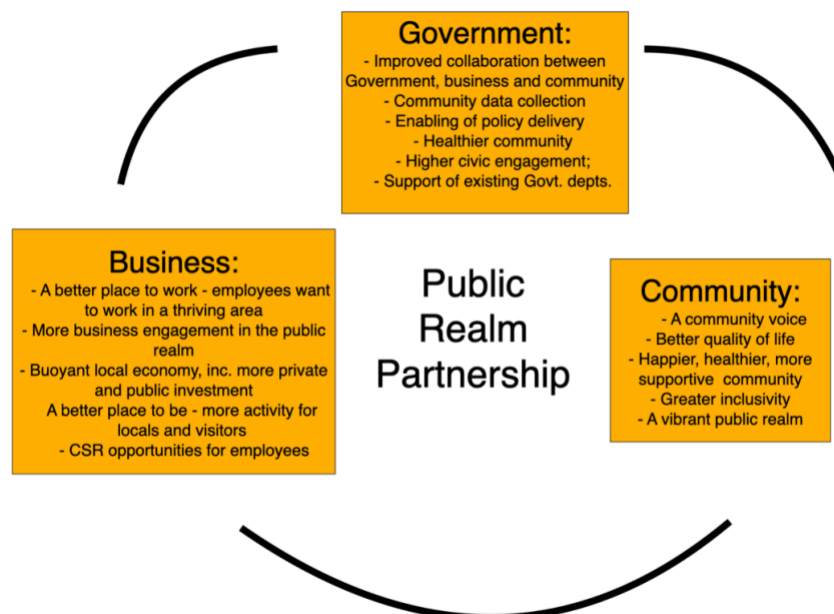 Government:
- Improved collaboration between
Government, business and community
- Community data collection
- Enabling of policy delivery
- Healthier community
- Higher civic engagement;
- Support of existing Govt. depts.
Business:
- A better place to work - employees want
to work in a thriving area
- More business engagement in the public
realm
- Buoyant local economy, inc. more private
and public investment
A better place to be - more activity for
locals and visitors
- CSR opportunities for employees
Public
Realm
Partnership
Community:
- A community voice
- Better quality of life
- Happier, healthier, more
supportive community
- Greater inclusivity
- A vibrant public realm